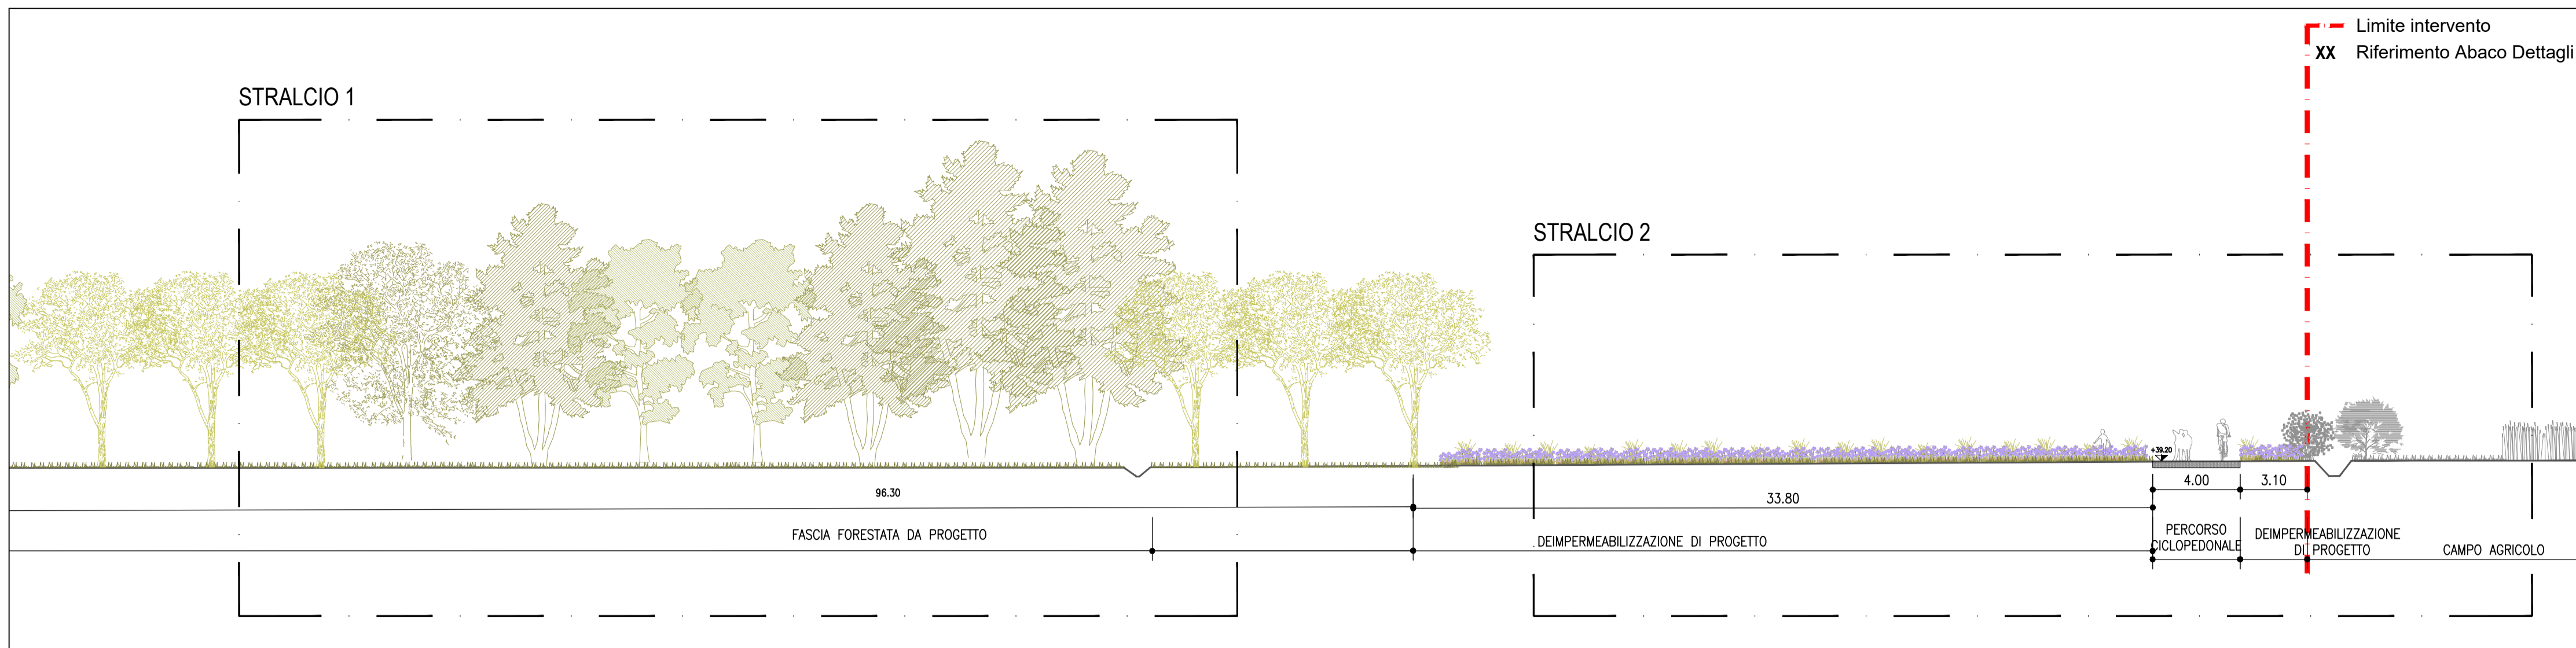 Limite intervento
XX Riferimento Abaco Dettagli
STRALCIO 1
STRALCIO 2
+39.20
96.30
33.80
4.00
3.10
FASCIA FORESTATA DA PROGETTO
DEIMPERMEABILIZZAZIONE DI PROGETTO
PERCORSO
CICLOPEDONALE
DEIMPERMEABILIZZAZIONE
DI PROGETTO
CAMPO AGRICOLO